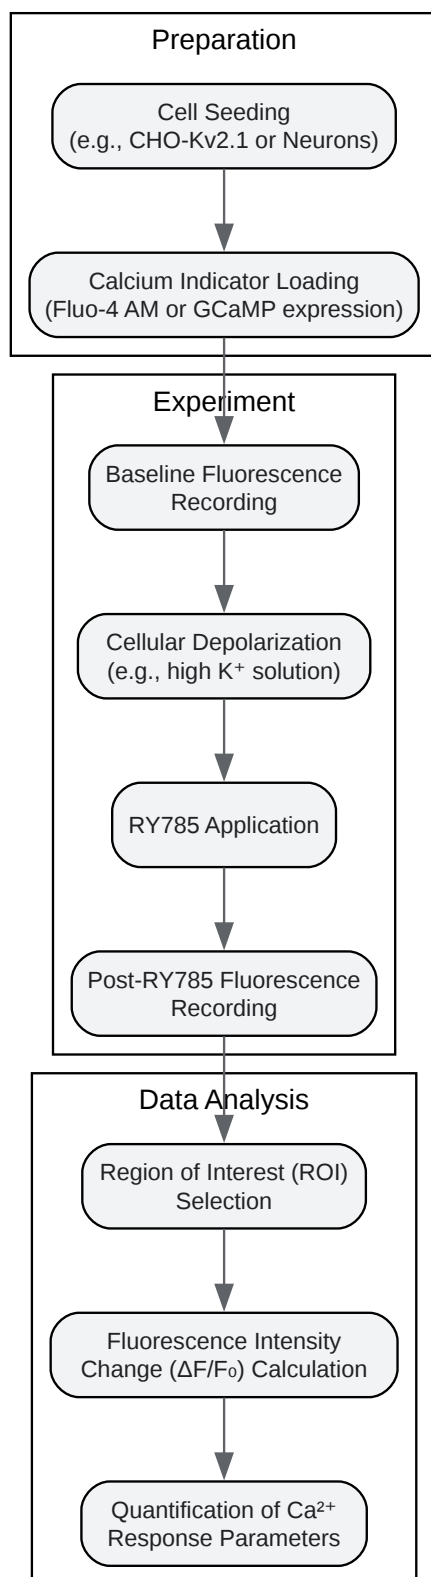 Preparation
Cell Seeding
(e.g., CHO-Kv2.1 or Neurons)
Calcium Indicator Loading
(Fluo-4 AM or GCaMP expression)
Experiment
Baseline Fluorescence
Recording
Cellular Depolarization
(e.g., high K⁺ solution)
RY785 Application
Post-RY785 Fluorescence
Recording
Data Analysis
Region of Interest (ROI)
Selection
Fluorescence Intensity
Change (ΔF/F₀) Calculation
Quantification of Ca²⁺
Response Parameters